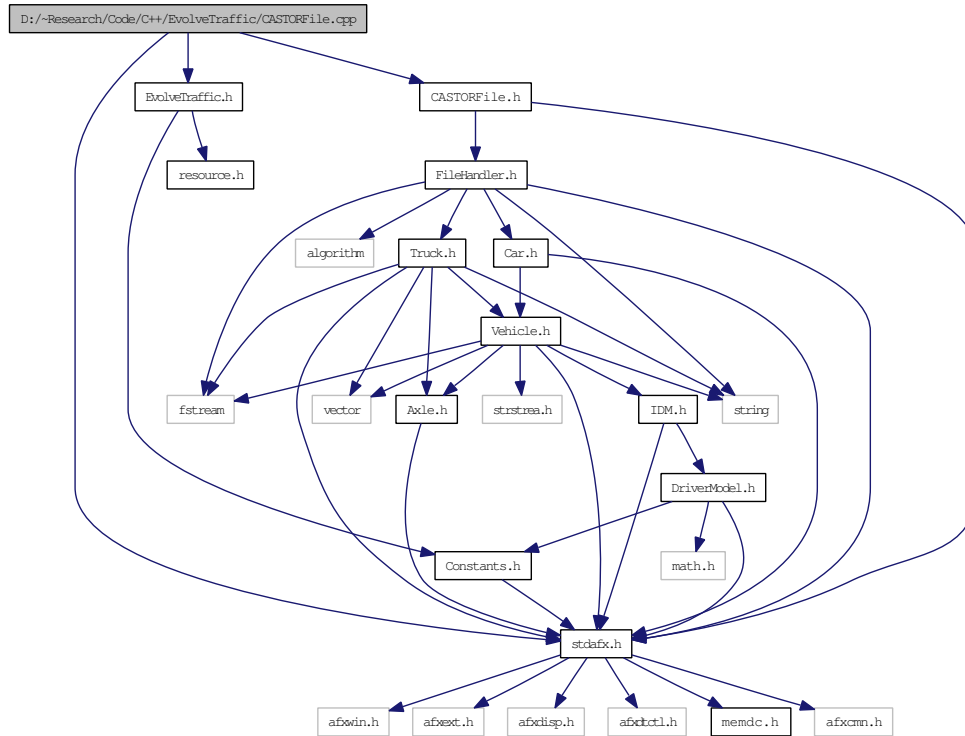 D:/~Research/Code/C++/EvolveTraffic/CASTORFile.cpp
EvolveTraffic.h
CASTORFile.h
resource.h
FileHandler.h
algorithm
Truck.h
Car.h
Vehicle.h
fstream
vector
Axle.h
strstrea.h
IDM.h
string
DriverModel.h
Constants.h
math.h
stdafx.h
afxwin.h
afxext.h
afxdisp.h
afxdtctl.h
memdc.h
afxcmn.h